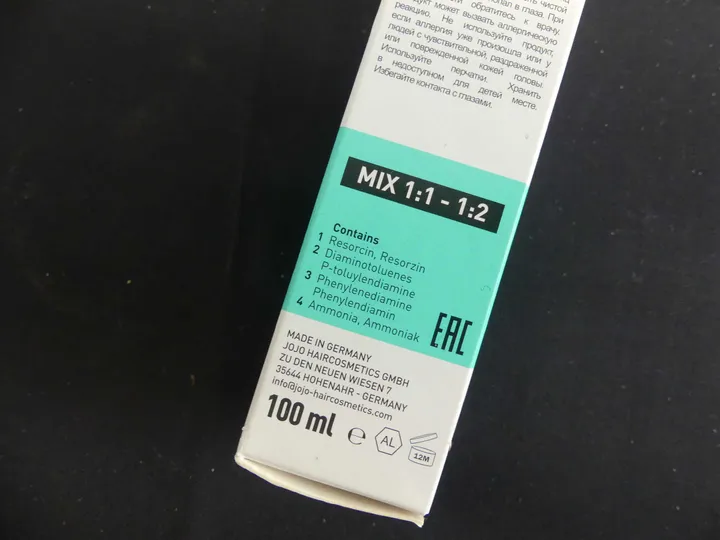 чистой
попал в глаза. При
обратитесь к врачу.
может вызвать аллергическую
реакцию. Не используйте продукт,
если аллергия уже произошла или у
людей с чувствительной, раздраженной
или поврежденной кожей головы.
Используйте перчатки. Хранить
в недоступном для детей месте.
Избегайте контакта с глазами.
MIX 1:1 - 1:2
Contains
1 Resorcin, Resorzin
2 Diaminotoluenes
P-toluylendiamine
3 Phenylenediamine
Phenylendiamin
4 Ammonia, Ammoniak
EAC
MADE IN GERMANY
JOJO HAIRCOSMETICS GMBH
ZU DEN NEUEN WIESEN 7
35644 HOHENAHR - GERMANY
info@jojo-haircosmetics.com
100 ml e AL 12M